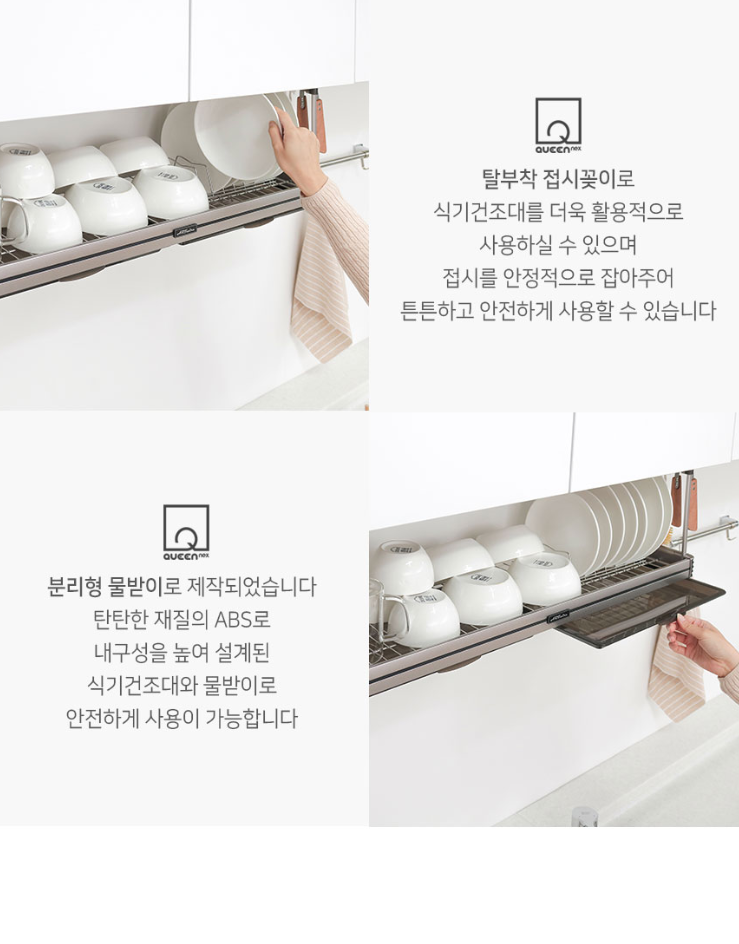 QUEEN nex
탈부착 접시꽂이로
식기건조대를 더욱 활용적으로
사용하실 수 있으며
접시를 안정적으로 잡아주어
튼튼하고 안전하게 사용할 수 있습니다
QUEEN nex
분리형 물받이로 제작되었습니다
탄탄한 재질의 ABS로
내구성을 높여 설계된
식기건조대와 물받이로
안전하게 사용이 가능합니다